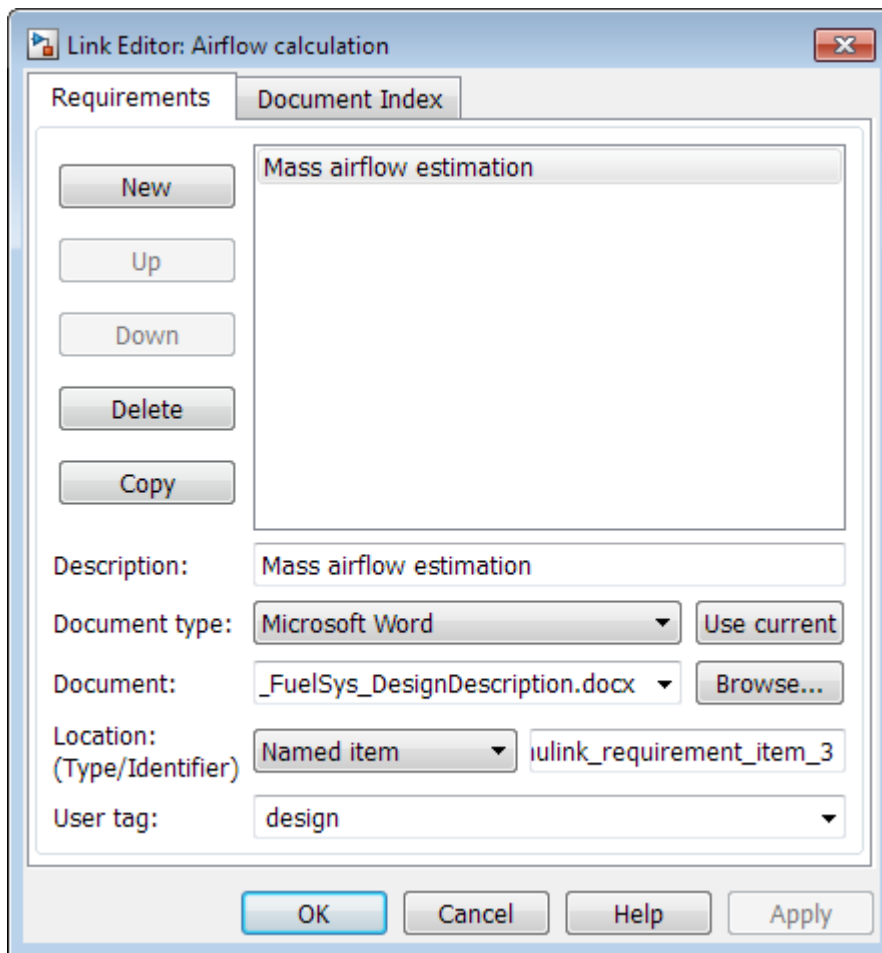 Link Editor: Airflow calculation
Requirements
Document Index
New
Mass airflow estimation
Up
Down
Delete
Copy
Description:
Mass airflow estimation
Document type:
Microsoft Word
Use current
Document:
_FuelSys_DesignDescription.docx
Browse...
Location:
(Type/Identifier)
Named item
ulink_requirement_item_3
User tag:
design
OK
Cancel
Help
Apply